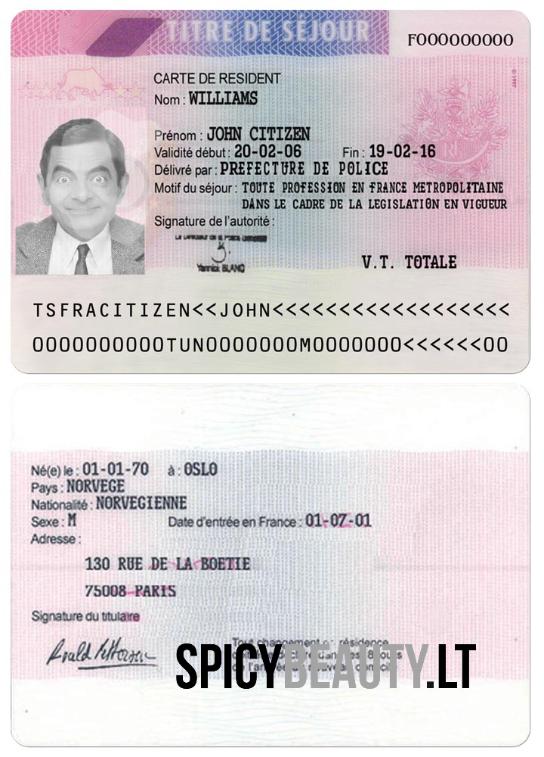 TITRE DE SÉJOUR
F000000000
CARTE DE RESIDENT
Nom : WILLIAMS
Prénom : JOHN CITIZEN
Validité début : 20-02-06 Fin : 19-02-16
Délivré par : PREFECTURE DE POLICE
Motif du séjour : TOUTE PROFESSION EN FRANCE METROPOLITAINE
DANS LE CADRE DE LA LEGISLATION EN VIGUEUR
Signature de l'autorité :
Yannick BLANC
V.T. TOTALE
TSFRACITIZEN<<JOHN<<<<<<<<<<<<<<<<<<
0000000000TUN0000000M0000000<<<<<<00
Né(e) le : 01-01-70 à : OSLO
Pays : NORVEGE
Nationalité : NORVEGIENNE
Sexe : M Date d'entrée en France : 01-07-01
Adresse :
130 RUE DE LA BOETIE
75008 PARIS
Signature du titulaire
Tout changement de résidence
SPICYBEAUTY.LT